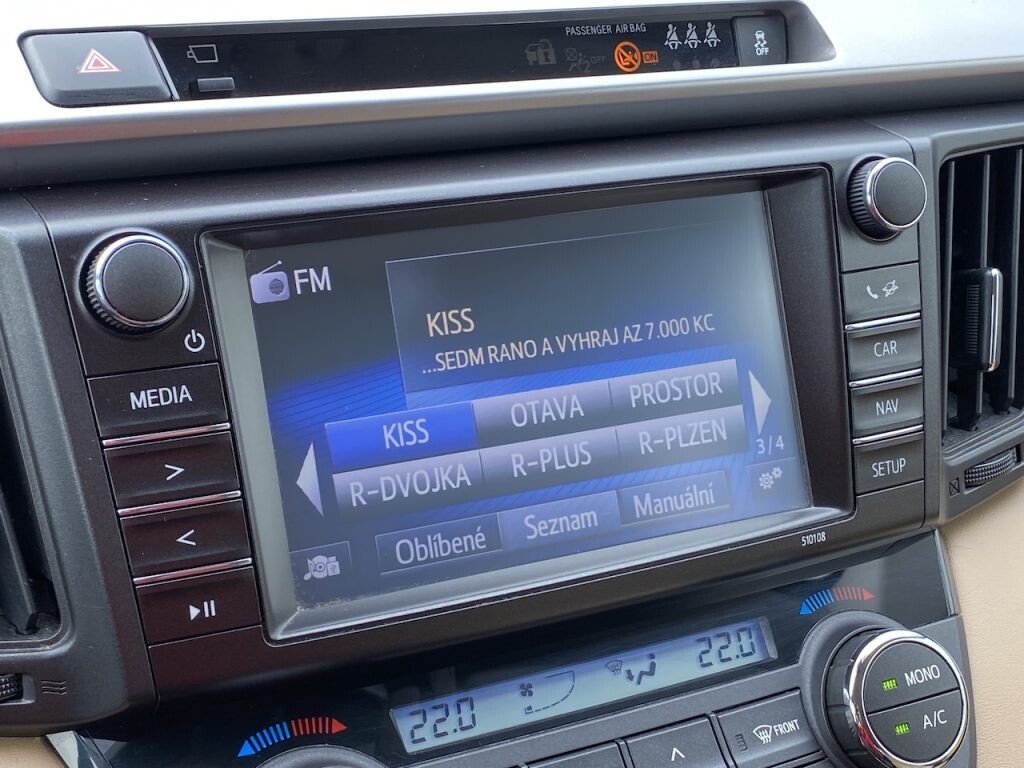 PASSENGER AIR BAG
OFF
ON
OFF
FM
KISS
...SEDM RANO A VYHRAJ AZ 7.000 KC
KISS OTAVA PROSTOR
R-DVOJKA R-PLUS R-PLZEN
3/4
Oblíbené Seznam Manuální
MEDIA
>
<
CAR
NAV
SETUP
510108
22.0 22.0
FRONT
MONO
A/C